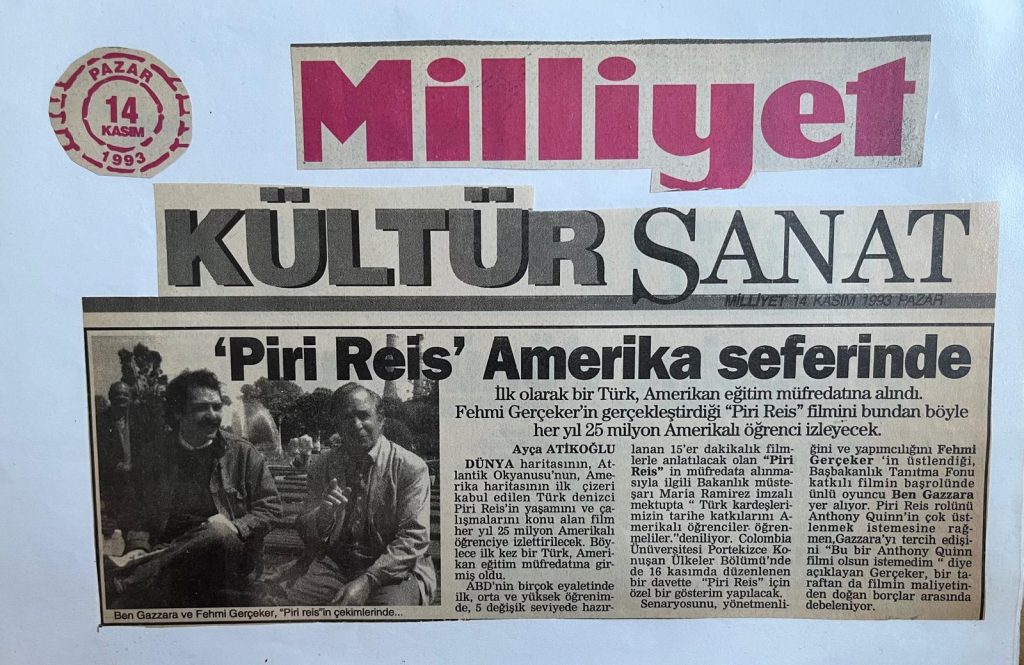 PAZAR
14
KASIM
1993
Milliyet
KÜLTÜR SANAT
MİLLİYET 14 KASIM 1993 PAZAR
‘Piri Reis’ Amerika seferinde
İlk olarak bir Türk, Amerikan eğitim müfredatına alındı.
Fehmi Gerçeker’in gerçekleştirdiği “Piri Reis” filmini bundan böyle
her yıl 25 milyon Amerikalı öğrenci izleyecek.
Ayça ATİKOĞLU
DÜNYA haritasının, At-
lantik Okyanusu’nun, Ame-
rika haritasının ilk çizeri
kabul edilen Türk denizci
Piri Reis’in yaşamını ve ça-
lışmalarını konu alan film
her yıl 25 milyon Amerikalı
öğrenciye izlettirilecek. Böy-
lece ilk kez bir Türk, Ameri-
kan eğitim müfredatına gir-
miş oldu.
ABD’nin birçok eyaletinde
ilk, orta ve yüksek öğrenim-
de, 5 değişik seviyede hazır-
lanan 15’er dakikalık film-
lerle anlatılacak olan “Piri
Reis” in müfredata alınma-
sıyla ilgili Bakanlık müste-
şarı Maria Ramirez imzalı
mektupta “ Türk kardeşleri-
mizin tarihe katkılarını A-
merikalı öğrenciler öğren-
meliler.”deniliyor. Colombia
Üniversitesi Portekizce Ko-
nuşan Ülkeler Bölümü’nde
de 16 kasımda düzenlenen
bir davette “Piri Reis” için
özel bir gösterim yapılacak.
Senaryosunu, yönetmenli-
ğini ve yapımcılığını Fehmi
Gerçeker ’in üstlendiği,
Başbakanlık Tanıtma Fonu
katkılı filmin başrolünde
ünlü oyuncu Ben Gazzara
yer alıyor. Piri Reis rolünü
Anthony Quinn’in çok üst-
lenmek istemesine rağ-
men,Gazzara’yı tercih edişi-
ni “Bu bir Anthony Quinn
filmi olsun istemedim “ diye
açıklayan Gerçeker, bir ta-
raftan da filmin maliyetin-
den doğan borçlar arasında
debeleniyor.
Ben Gazzara ve Fehmi Gerçeker, “Piri reis”in çekimlerinde...